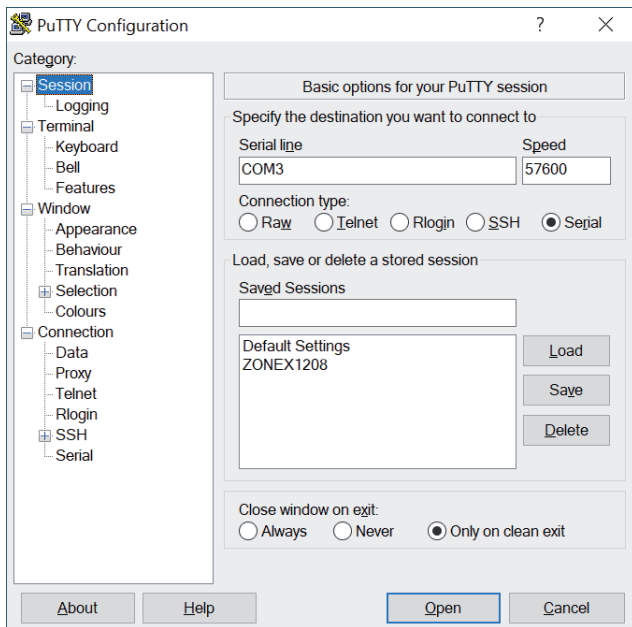 PuTTY Configuration
Category:
Session
Logging
Terminal
Keyboard
Bell
Features
Window
Appearance
Behaviour
Translation
Selection
Colours
Connection
Data
Proxy
Telnet
Rlogin
SSH
Serial
Basic options for your PuTTY session
Specify the destination you want to connect to
Serial line Speed
COM3 57600
Connection type:
Raw Telnet Rlogin SSH Serial
Load, save or delete a stored session
Saved Sessions
Default Settings
ZONEX1208
Load
Save
Delete
Close window on exit:
Always Never Only on clean exit
About Help Open Cancel